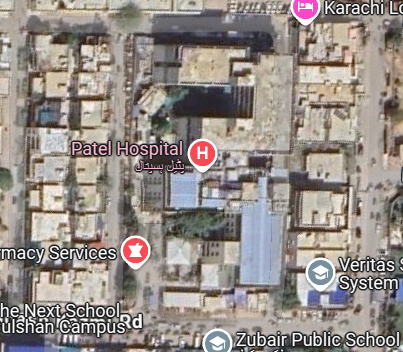 Karachi Lo
Patel Hospital
پٹیل ہسپتال
H
rmacy Services
Veritas S
System
he Next School
ulshan Campus
Rd
Zubair Public School